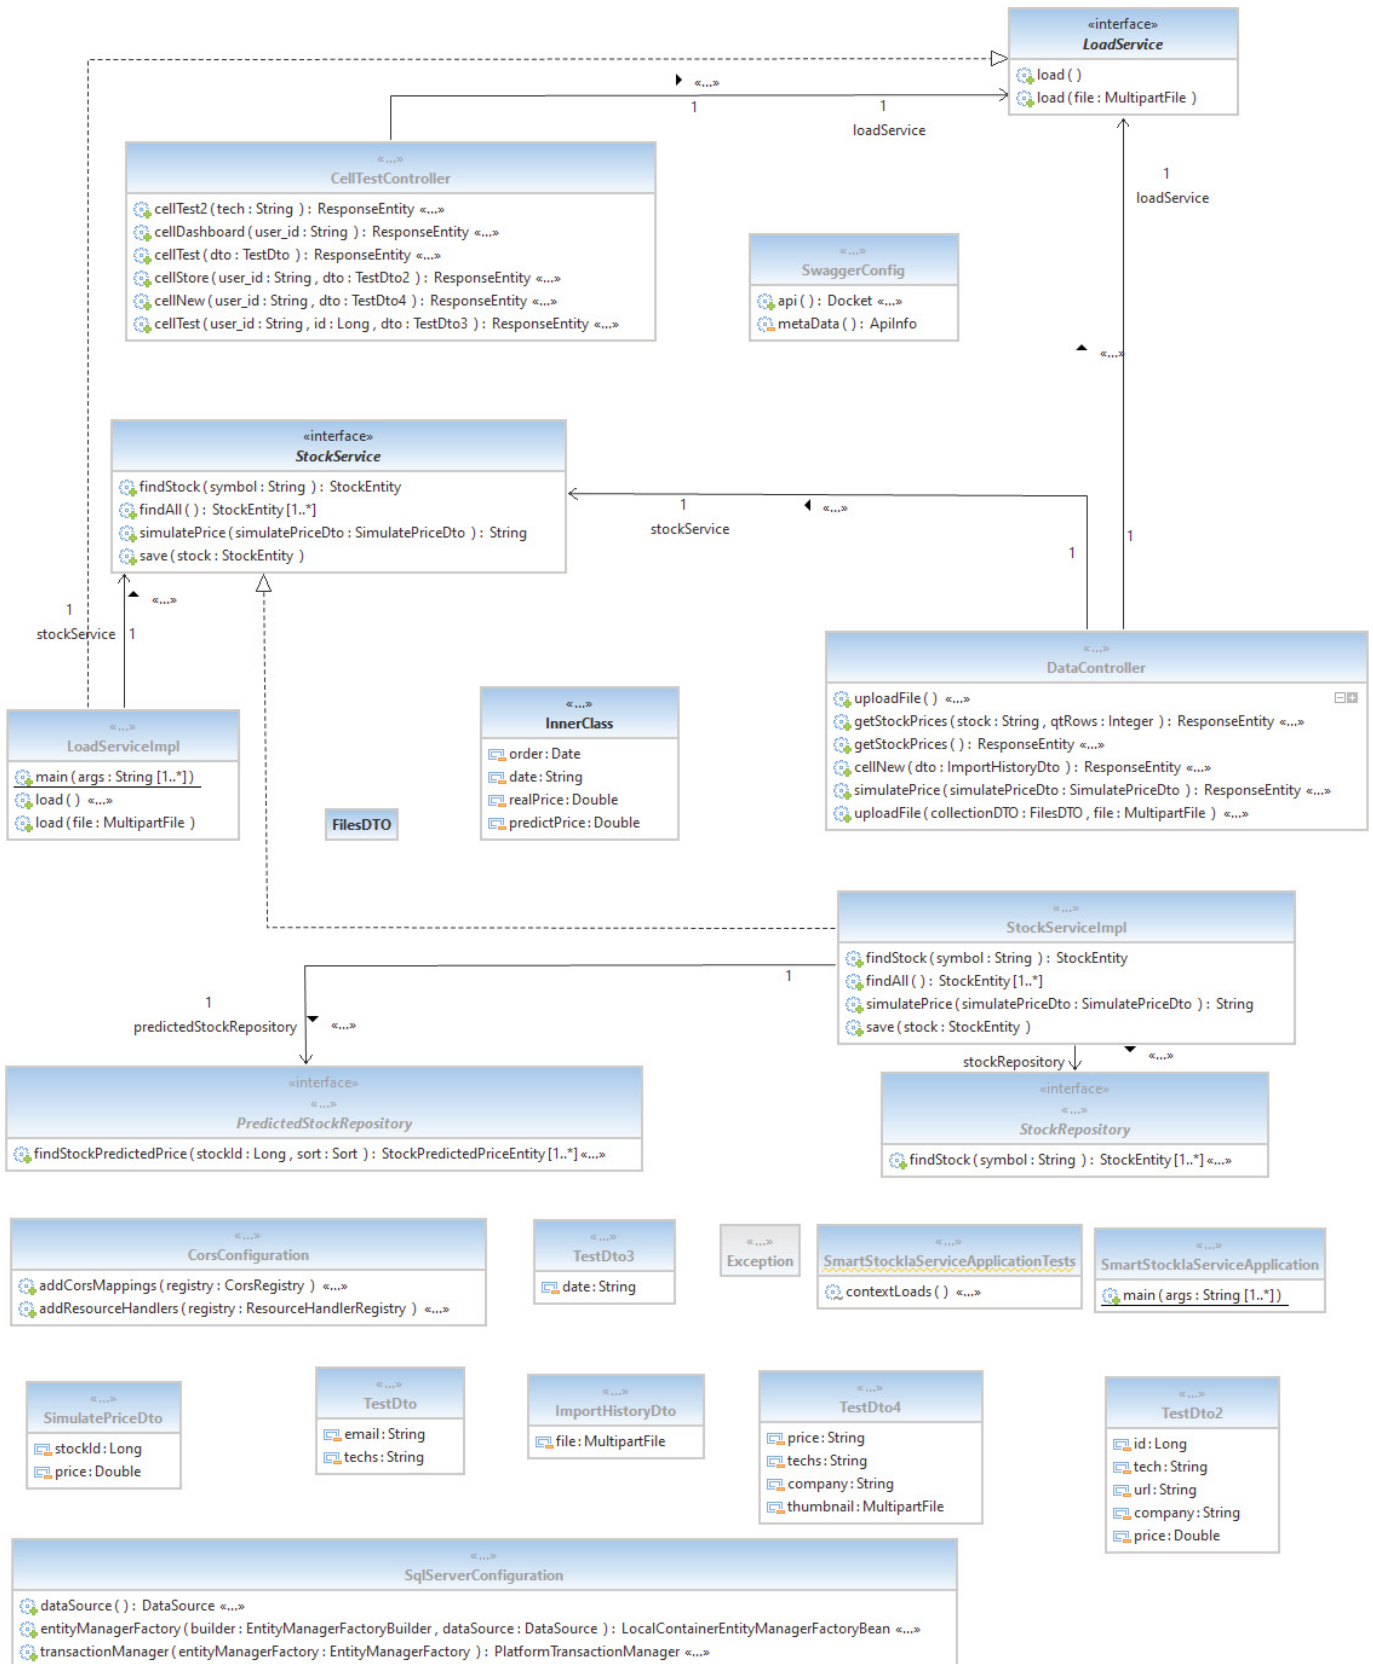 «interface»
LoadService
load ( )
load ( file : MultipartFile )
«...»
1
1
loadService
1
loadService
«...»
CellTestController
cellTest2 ( tech : String ) : ResponseEntity «...»
cellDashboard ( user_id : String ) : ResponseEntity «...»
cellTest ( dto : TestDto ) : ResponseEntity «...»
cellStore ( user_id : String , dto : TestDto2 ) : ResponseEntity «...»
cellNew ( user_id : String , dto : TestDto4 ) : ResponseEntity «...»
cellTest ( user_id : String , id : Long , dto : TestDto3 ) : ResponseEntity «...»
«...»
SwaggerConfig
api ( ) : Docket «...»
metaData ( ) : ApiInfo
«...»
«interface»
StockService
findStock ( symbol : String ) : StockEntity
findAll ( ) : StockEntity [1..*]
simulatePrice ( simulatePriceDto : SimulatePriceDto ) : String
save ( stock : StockEntity )
1
stockService
«...»
1
1
«...»
1
stockService
1
«...»
DataController
uploadFile ( ) «...»
getStockPrices ( stock : String , qtRows : Integer ) : ResponseEntity «...»
getStockPrices ( ) : ResponseEntity «...»
cellNew ( dto : ImportHistoryDto ) : ResponseEntity «...»
simulatePrice ( simulatePriceDto : SimulatePriceDto ) : ResponseEntity «...»
uploadFile ( collectionDTO : FilesDTO , file : MultipartFile ) «...»
«...»
LoadServiceImpl
main ( args : String [1..*] )
load ( ) «...»
load ( file : MultipartFile )
FilesDTO
«...»
InnerClass
order : Date
date : String
realPrice : Double
predictPrice : Double
«...»
StockServiceImpl
findStock ( symbol : String ) : StockEntity
findAll ( ) : StockEntity [1..*]
simulatePrice ( simulatePriceDto : SimulatePriceDto ) : String
save ( stock : StockEntity )
1
1
predictedStockRepository
«...»
stockRepository
«...»
«interface»
«...»
PredictedStockRepository
findStockPredictedPrice ( stockId : Long , sort : Sort ) : StockPredictedPriceEntity [1..*] «...»
«interface»
«...»
StockRepository
findStock ( symbol : String ) : StockEntity [1..*] «...»
«...»
CorsConfiguration
addCorsMappings ( registry : CorsRegistry ) «...»
addResourceHandlers ( registry : ResourceHandlerRegistry ) «...»
«...»
TestDto3
date : String
«...»
Exception
«...»
SmartStockIaServiceApplicationTests
contextLoads ( ) «...»
«...»
SmartStockIaServiceApplication
main ( args : String [1..*] )
«...»
SimulatePriceDto
stockId : Long
price : Double
«...»
TestDto
email : String
techs : String
«...»
ImportHistoryDto
file : MultipartFile
«...»
TestDto4
price : String
techs : String
company : String
thumbnail : MultipartFile
«...»
TestDto2
id : Long
tech : String
url : String
company : String
price : Double
«...»
SqlServerConfiguration
dataSource ( ) : DataSource «...»
entityManagerFactory ( builder : EntityManagerFactoryBuilder , dataSource : DataSource ) : LocalContainerEntityManagerFactoryBean «...»
transactionManager ( entityManagerFactory : EntityManagerFactory ) : PlatformTransactionManager «...»